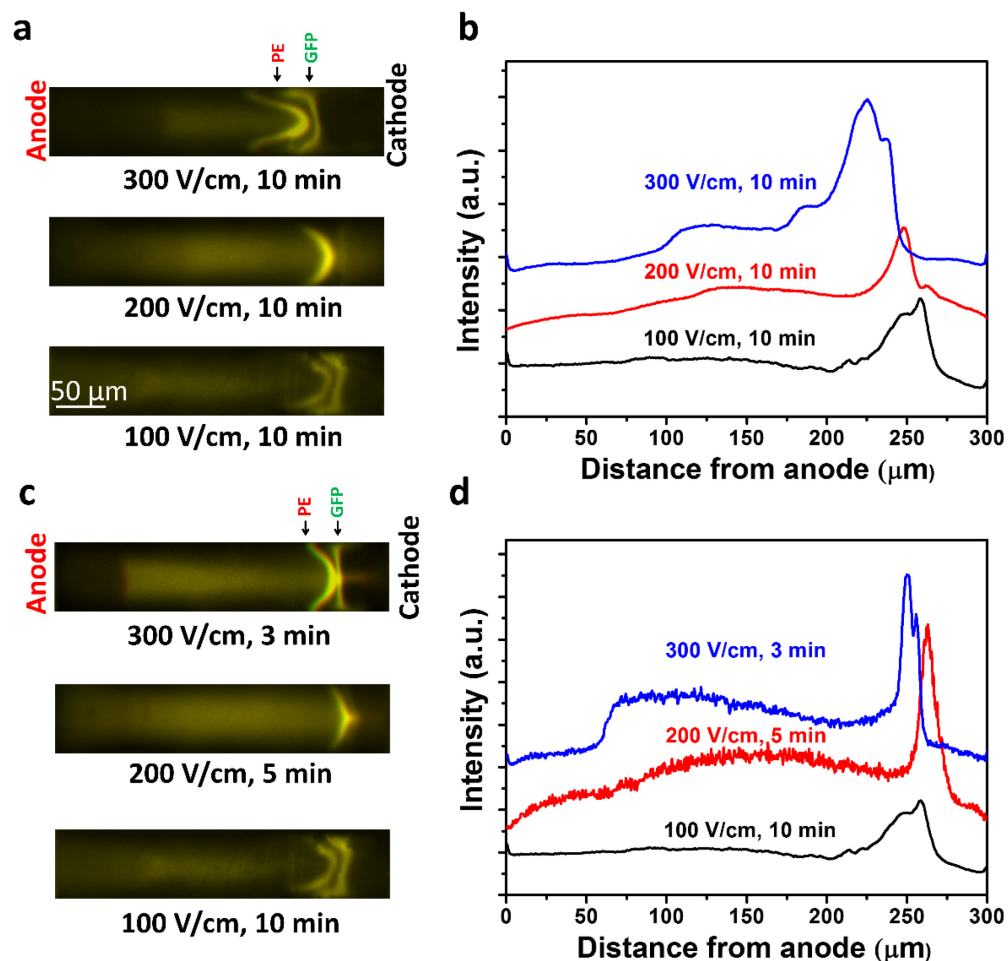 a
PE
GFP
Anode
Cathode
300 V/cm, 10 min
200 V/cm, 10 min
50 μm
100 V/cm, 10 min
b
Intensity (a.u.)
300 V/cm, 10 min
200 V/cm, 10 min
100 V/cm, 10 min
0 50 100 150 200 250 300
Distance from anode (μm)
c
PE
GFP
Anode
Cathode
300 V/cm, 3 min
200 V/cm, 5 min
100 V/cm, 10 min
d
Intensity (a.u.)
300 V/cm, 3 min
200 V/cm, 5 min
100 V/cm, 10 min
0 50 100 150 200 250 300
Distance from anode (μm)